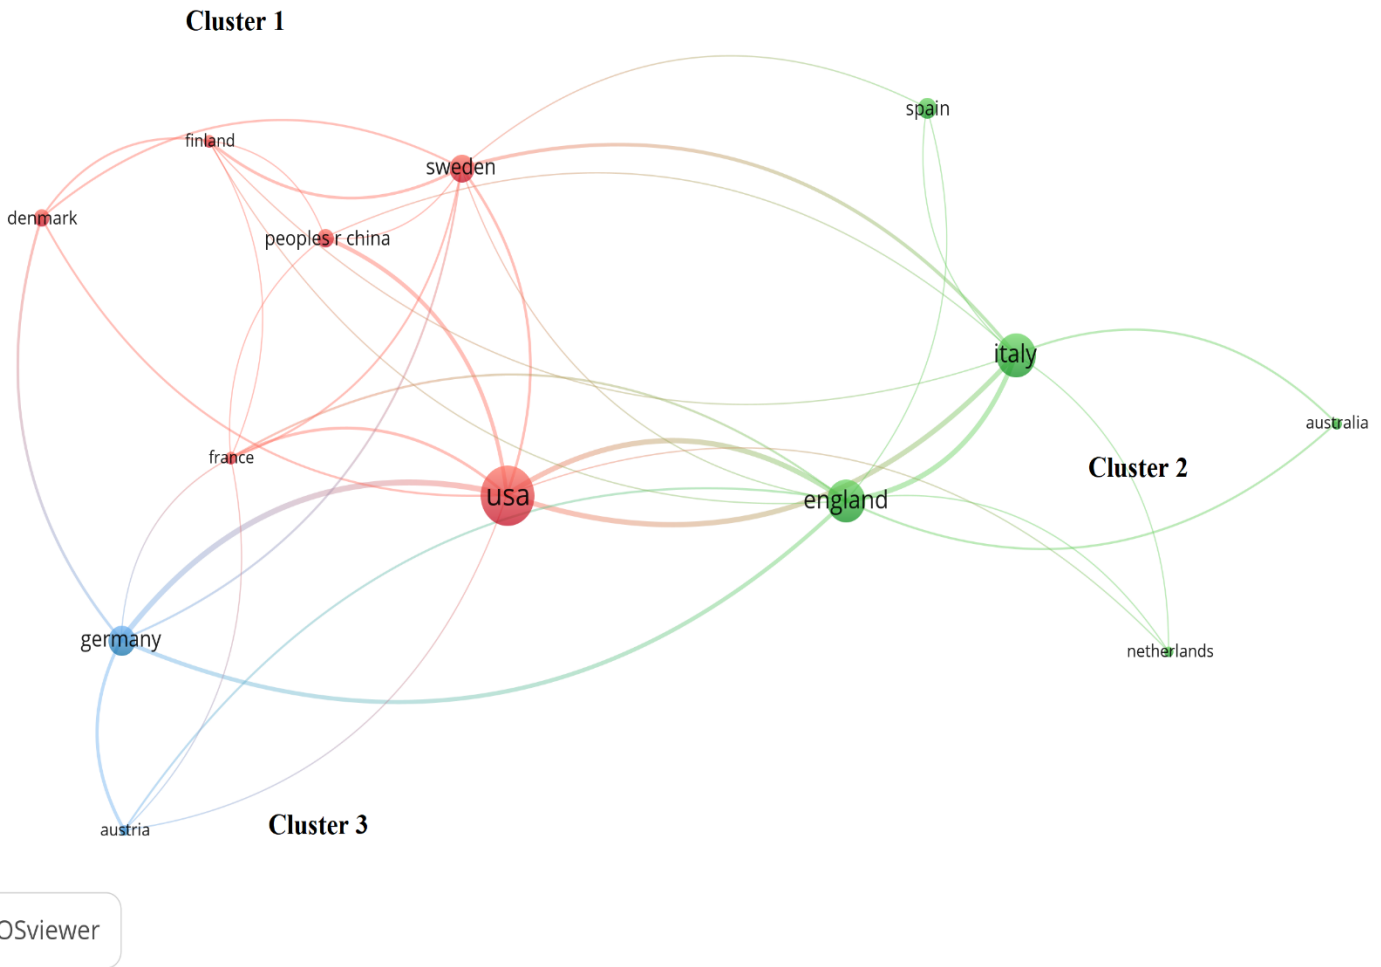 Cluster 1
spain
finland
sweden
denmark
peoples r china
italy
australia
france
Cluster 2
usa
england
germany
netherlands
Cluster 3
austria
OSviewer